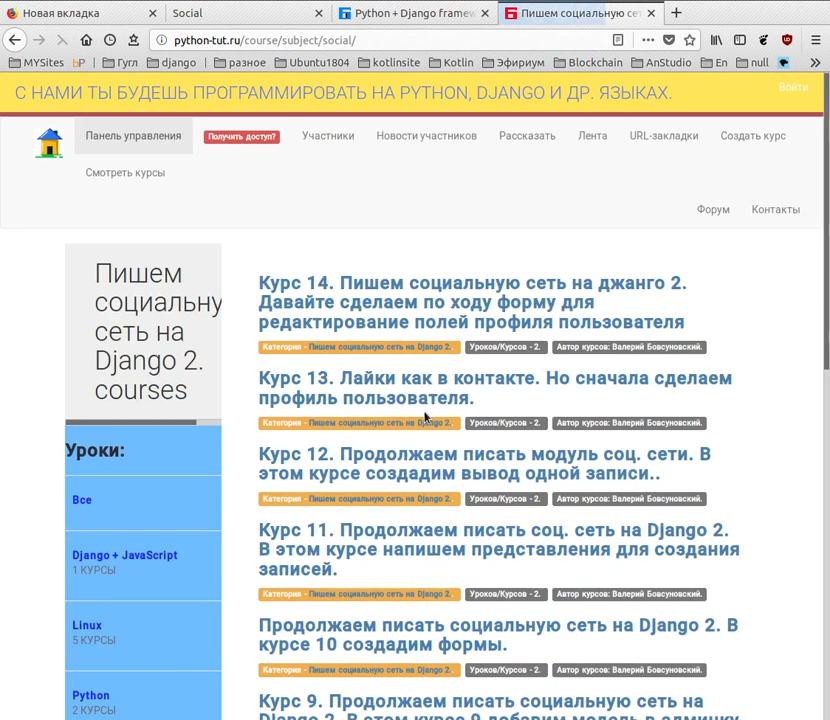 Новая вкладка
Social
Python + Django framew
Пишем социальную сет
python-tut.ru/course/subject/social/
MYSites
bP
Гугл
django
разное
Ubuntu1804
kotlinsite
Kotlin
Эфириум
Blockchain
AnStudio
En
null
С НАМИ ТЫ БУДЕШЬ ПРОГРАММИРОВАТЬ НА PYTHON, DJANGO И ДР. ЯЗЫКАХ.
Войти
Панель управления
Получить доступ?
Участники
Новости участников
Рассказать
Лента
URL-закладки
Создать курс
Смотреть курсы
Форум
Контакты
Пишем
социальну
сеть на
Django 2.
courses
Уроки:
Все
Django + JavaScript
1 КУРСЫ
Linux
5 КУРСЫ
Python
2 КУРСЫ
Курс 14. Пишем социальную сеть на джанго 2.
Давайте сделаем по ходу форму для
редактирование полей профиля пользователя
Категория - Пишем социальную сеть на Django 2. Уроков/Курсов - 2. Автор курсов: Валерий Бовсуновский.
Курс 13. Лайки как в контакте. Но сначала сделаем
профиль пользователя.
Категория - Пишем социальную сеть на Django 2. Уроков/Курсов - 2. Автор курсов: Валерий Бовсуновский.
Курс 12. Продолжаем писать модуль соц. сети. В
этом курсе создадим вывод одной записи..
Категория - Пишем социальную сеть на Django 2. Уроков/Курсов - 2. Автор курсов: Валерий Бовсуновский.
Курс 11. Продолжаем писать соц. сеть на Django 2.
В этом курсе напишем представления для создания
записей.
Категория - Пишем социальную сеть на Django 2. Уроков/Курсов - 2. Автор курсов: Валерий Бовсуновский.
Продолжаем писать социальную сеть на Django 2. В
курсе 10 создадим формы.
Категория - Пишем социальную сеть на Django 2. Уроков/Курсов - 2. Автор курсов: Валерий Бовсуновский.
Курс 9. Продолжаем писать социальную сеть на
Django 2. В этом курсе 9 добавим модель в админку